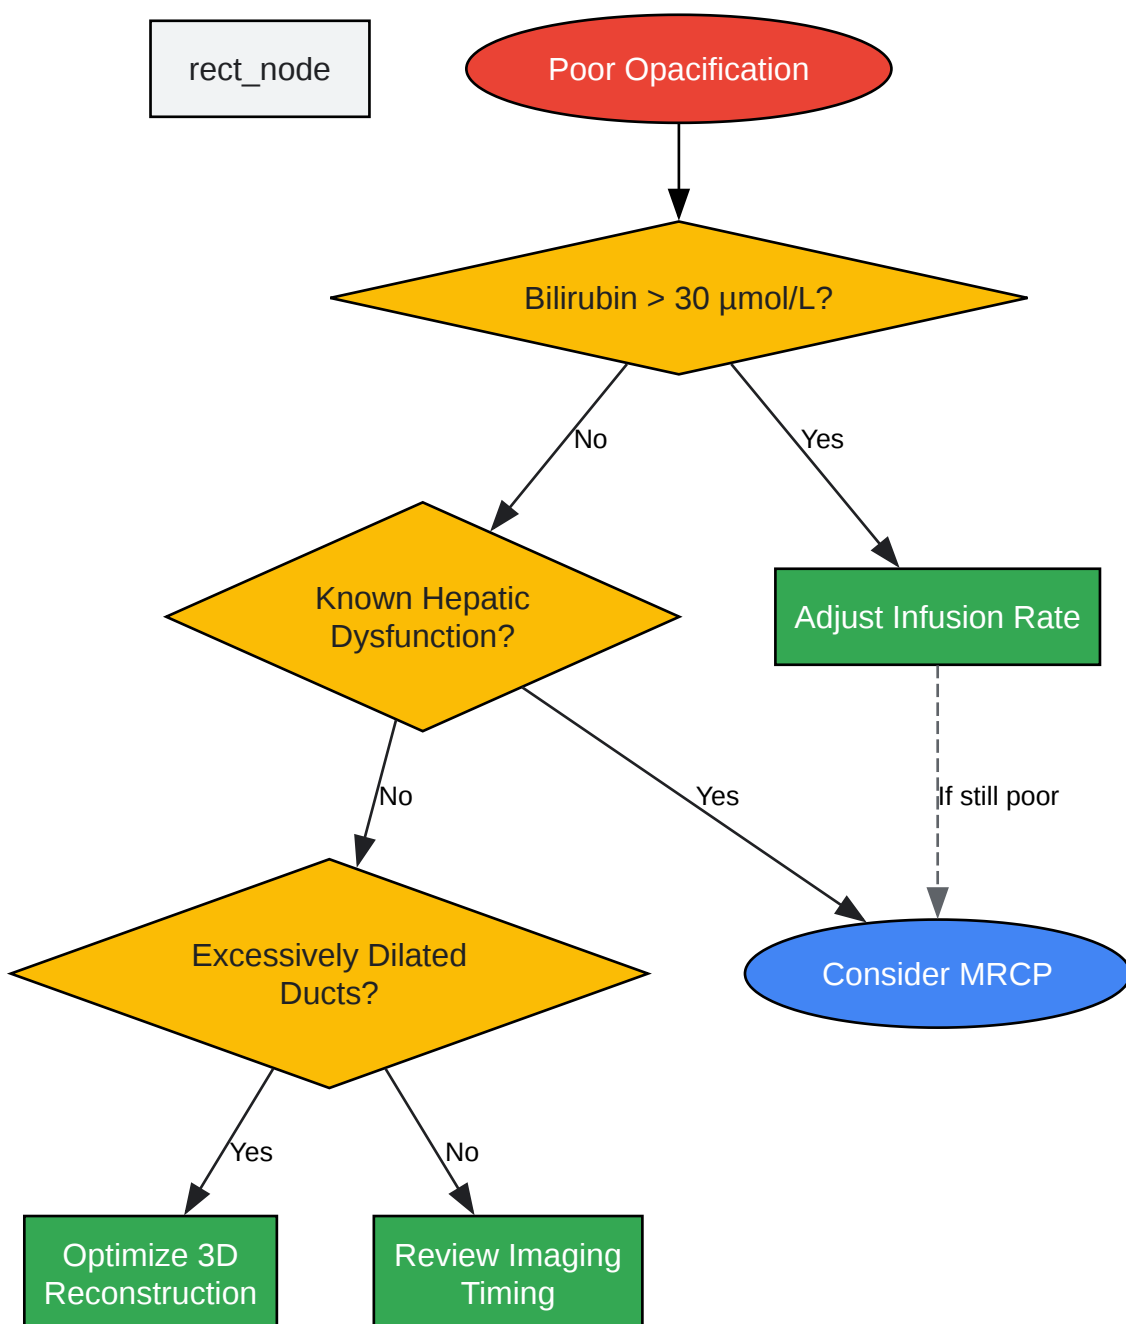 rect_node
Poor Opacification
Bilirubin > 30 µmol/L?
No
Yes
Known Hepatic
Dysfunction?
Adjust Infusion Rate
No
Yes
If still poor
Excessively Dilated
Ducts?
Consider MRCP
Yes
No
Optimize 3D
Reconstruction
Review Imaging
Timing